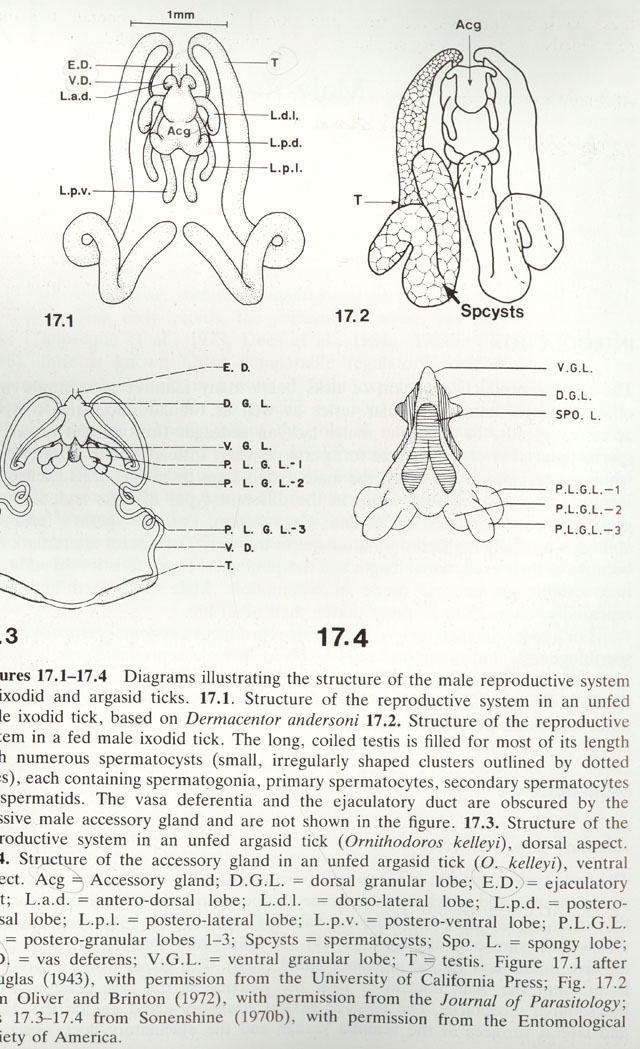 1mm
Acg
E.D.
T
V.D.
L.a.d.
L.d.l.
Acg
L.p.d.
L.p.l.
L.p.v.
T
17.1
17.2
Spcysts
E. D.
V.G.L.
D. G. L.
D.G.L.
SPO. L.
V. G. L.
P. L. G. L.-1
P. L. G. L.-2
P.L.G.L.-1
P.L.G.L.-2
P. L. G. L.-3
P.L.G.L.-3
V. D.
T.
.3
17.4
ures 17.1–17.4 Diagrams illustrating the structure of the male reproductive system
ixodid and argasid ticks. 17.1. Structure of the reproductive system in an unfed
le ixodid tick, based on Dermacentor andersoni 17.2. Structure of the reproductive
tem in a fed male ixodid tick. The long, coiled testis is filled for most of its length
h numerous spermatocysts (small, irregularly shaped clusters outlined by dotted
es), each containing spermatogonia, primary spermatocytes, secondary spermatocytes
spermatids. The vasa deferentia and the ejaculatory duct are obscured by the
ssive male accessory gland and are not shown in the figure. 17.3. Structure of the
roductive system in an unfed argasid tick (Ornithodoros kelleyi), dorsal aspect.
4. Structure of the accessory gland in an unfed argasid tick (O. kelleyi), ventral
ect. Acg = Accessory gland; D.G.L. = dorsal granular lobe; E.D. = ejaculatory
t; L.a.d. = antero-dorsal lobe; L.d.l. = dorso-lateral lobe; L.p.d. = postero-
sal lobe; L.p.l. = postero-lateral lobe; L.p.v. = postero-ventral lobe; P.L.G.L.
= postero-granular lobes 1–3; Spcysts = spermatocysts; Spo. L. = spongy lobe;
D. = vas deferens; V.G.L. = ventral granular lobe; T = testis. Figure 17.1 after
uglas (1943), with permission from the University of California Press; Fig. 17.2
m Oliver and Brinton (1972), with permission from the Journal of Parasitology;
s 17.3–17.4 from Sonenshine (1970b), with permission from the Entomological
iety of America.